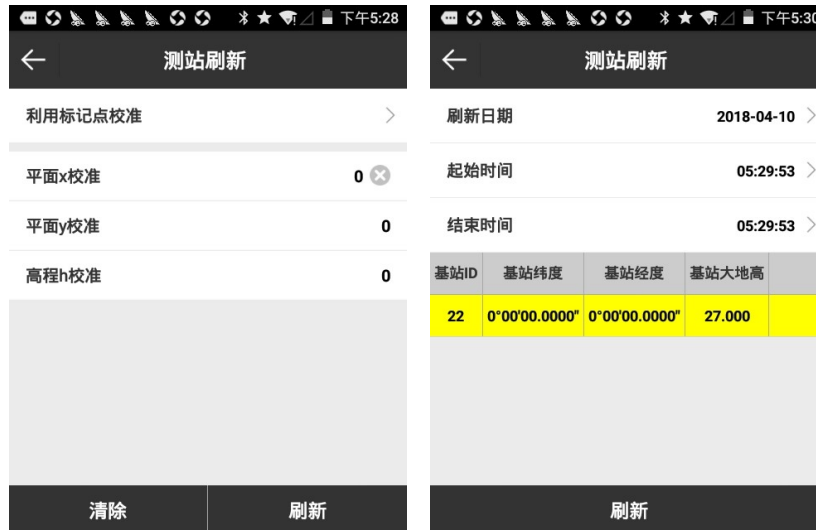 下午5:28
测站刷新
利用标记点校准
平面x校准 0
平面y校准 0
高程h校准 0
清除 刷新
下午5:30
测站刷新
刷新日期 2018-04-10
起始时间 05:29:53
结束时间 05:29:53
基站ID 基站纬度 基站经度 基站大地高
22 0°00'00.0000" 0°00'00.0000" 27.000
刷新